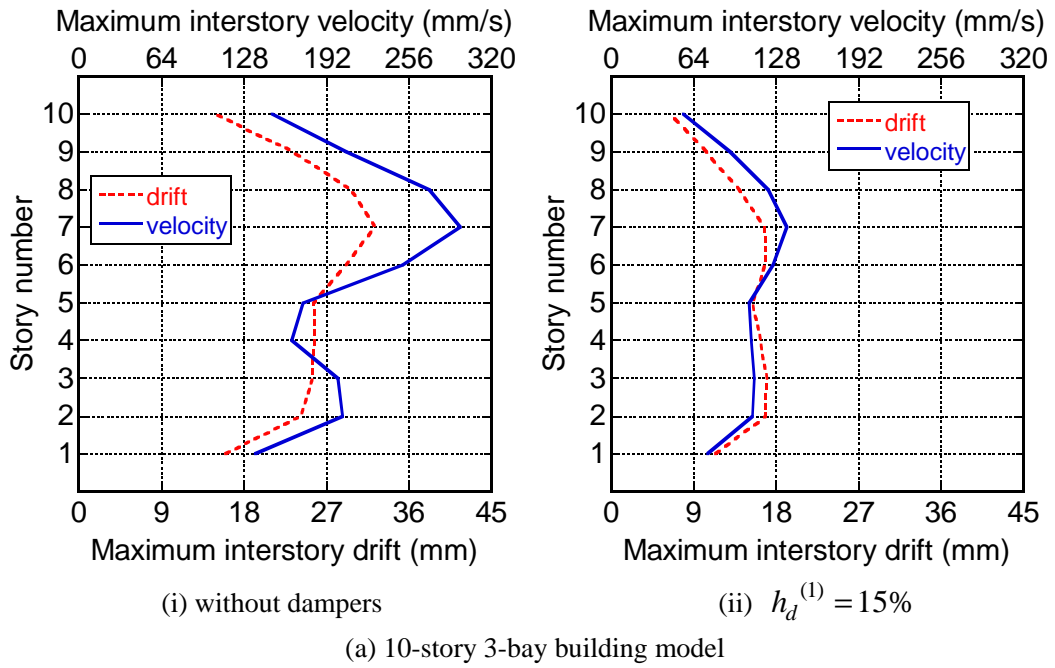 Maximum interstory velocity (mm/s)
0 64 128 192 256 320
10
9
8
7
6
5
4
3
2
1
Story number
drift
velocity
0 9 18 27 36 45
Maximum interstory drift (mm)
(i) without dampers
Maximum interstory velocity (mm/s)
0 64 128 192 256 320
10
9
8
7
6
5
4
3
2
1
Story number
drift
velocity
0 9 18 27 36 45
Maximum interstory drift (mm)
(ii) h_d^(1) = 15%
(a) 10-story 3-bay building model